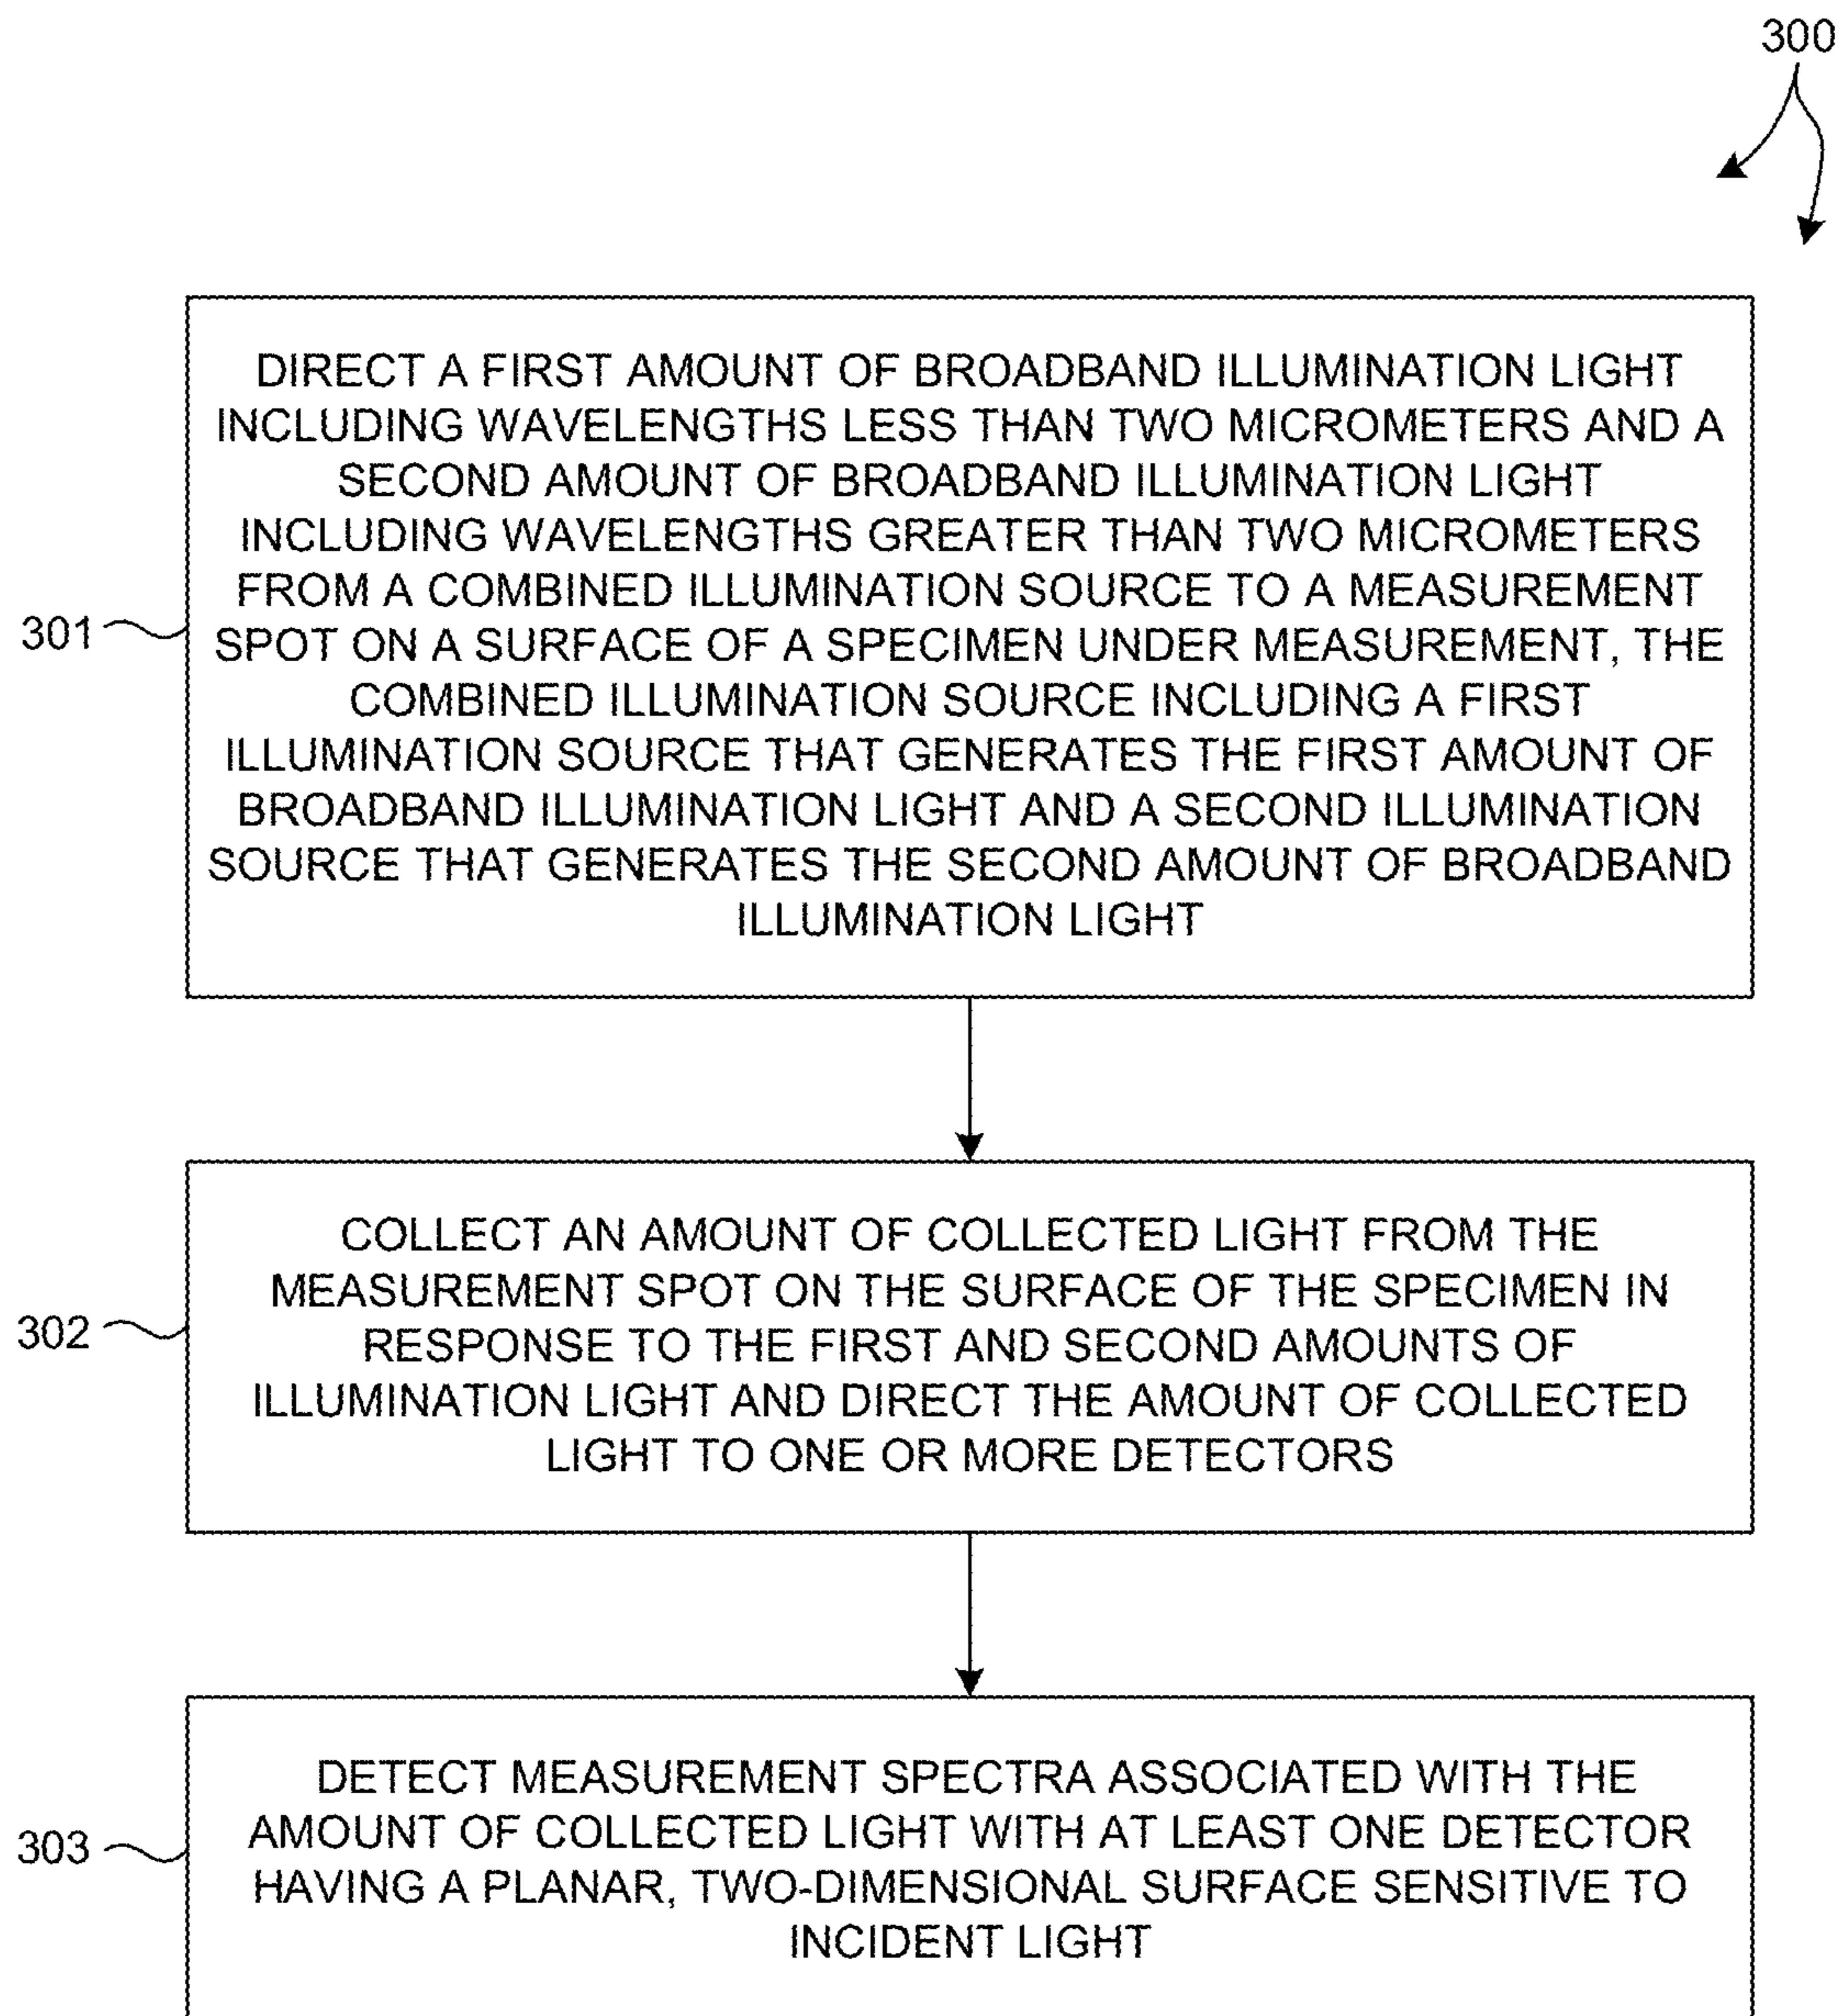 300
DIRECT A FIRST AMOUNT OF BROADBAND ILLUMINATION LIGHT
INCLUDING WAVELENGTHS LESS THAN TWO MICROMETERS AND A
SECOND AMOUNT OF BROADBAND ILLUMINATION LIGHT
INCLUDING WAVELENGTHS GREATER THAN TWO MICROMETERS
FROM A COMBINED ILLUMINATION SOURCE TO A MEASUREMENT
SPOT ON A SURFACE OF A SPECIMEN UNDER MEASUREMENT, THE
COMBINED ILLUMINATION SOURCE INCLUDING A FIRST
ILLUMINATION SOURCE THAT GENERATES THE FIRST AMOUNT OF
BROADBAND ILLUMINATION LIGHT AND A SECOND ILLUMINATION
SOURCE THAT GENERATES THE SECOND AMOUNT OF BROADBAND
ILLUMINATION LIGHT
301
COLLECT AN AMOUNT OF COLLECTED LIGHT FROM THE
MEASUREMENT SPOT ON THE SURFACE OF THE SPECIMEN IN
RESPONSE TO THE FIRST AND SECOND AMOUNTS OF
ILLUMINATION LIGHT AND DIRECT THE AMOUNT OF COLLECTED
LIGHT TO ONE OR MORE DETECTORS
302
DETECT MEASUREMENT SPECTRA ASSOCIATED WITH THE
AMOUNT OF COLLECTED LIGHT WITH AT LEAST ONE DETECTOR
HAVING A PLANAR, TWO-DIMENSIONAL SURFACE SENSITIVE TO
INCIDENT LIGHT
303